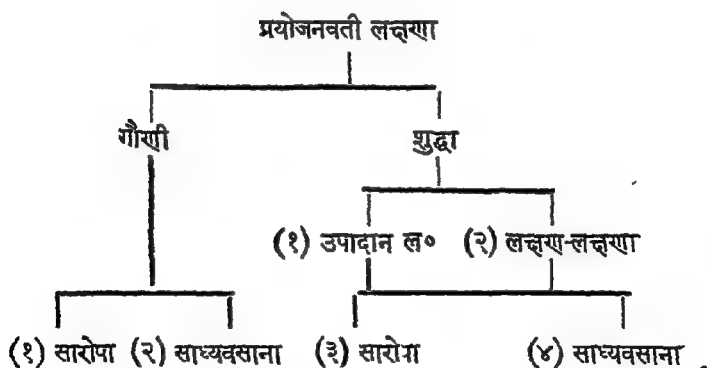 प्रयोजनवती लक्षणा
गौणी शुद्धा
(१) उपादान ल० (२) लक्षण-लक्षणा
(१) सारोपा (२) साध्यवसाना (३) सारोपा (४) साध्यवसाना